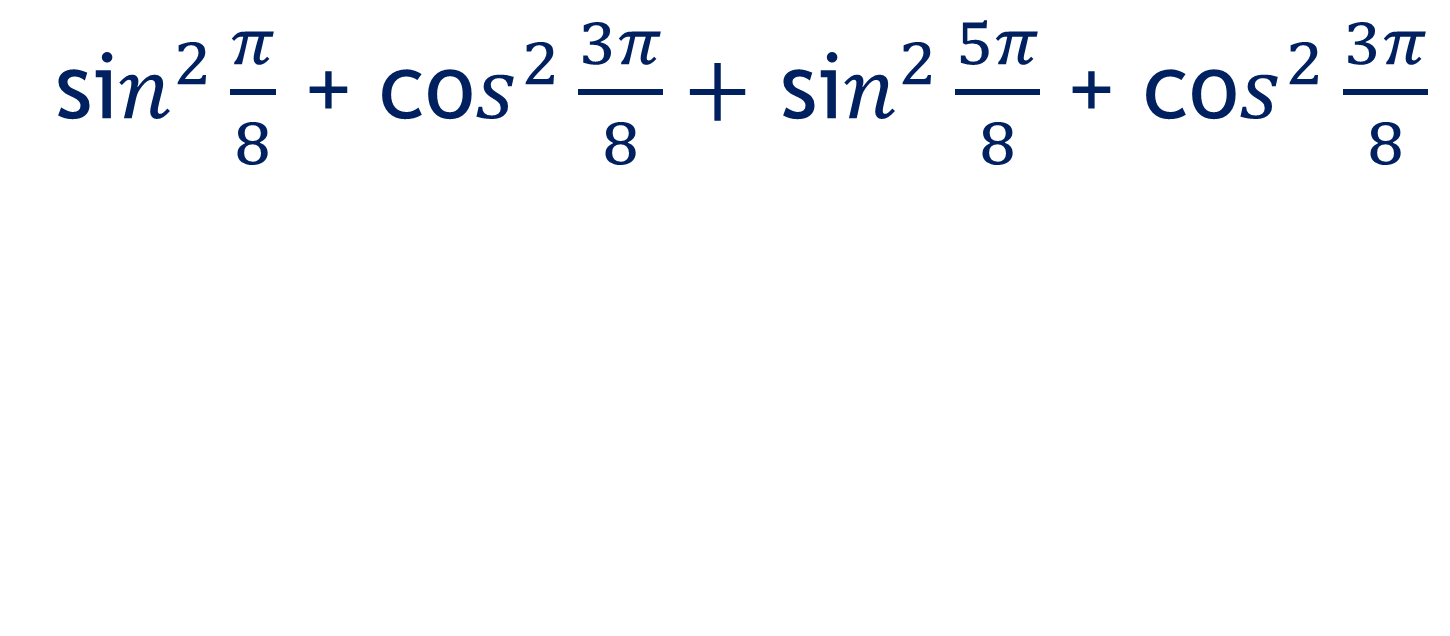 sin² π/8 + cos² 3π/8 + sin² 5π/8 + cos² 3π/8